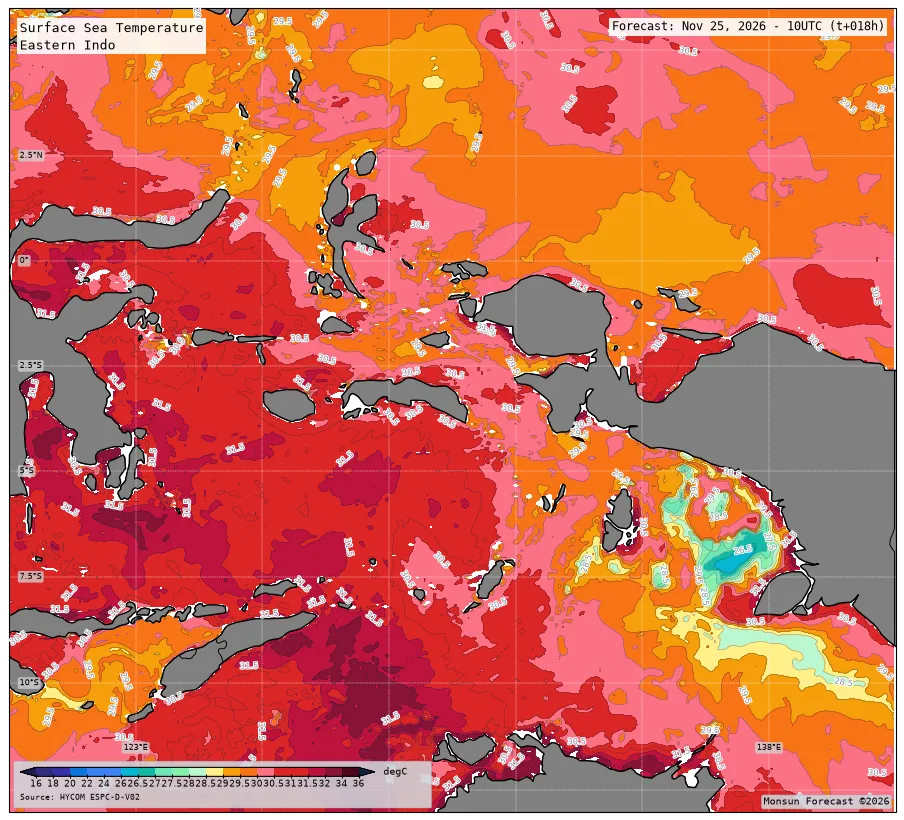 Surface Sea Temperature
Eastern Indo
Forecast: Nov 25, 2026 - 10UTC (t+018h)
2.5°N
0°
2.5°S
5°S
7.5°S
10°S
123°E
138°E
degC
16 18 20 22 24 26 26.5 27 27.5 28 28.5 29 29.5 30 30.5 31 31.5 32 34 36
Source: HYCOM ESPC-D-V02
Monsun Forecast ©2026